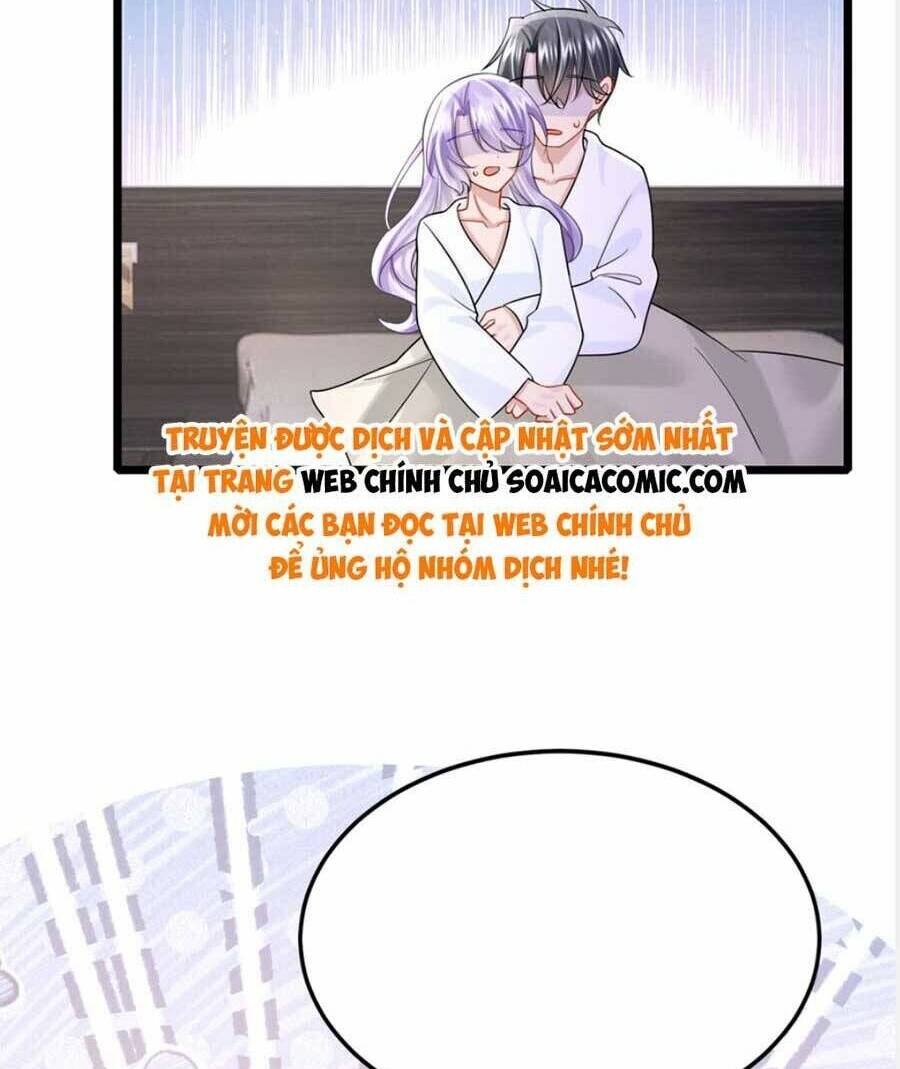 TRUYỆN ĐƯỢC DỊCH VÀ CẬP NHẬT SỚM NHẤT
TẠI TRANG WEB CHÍNH CHỦ SOAICACOMIC.COM
MỜI CÁC BẠN ĐỌC TẠI WEB CHÍNH CHỦ
ĐỂ ỦNG HỘ NHÓM DỊCH NHÉ!